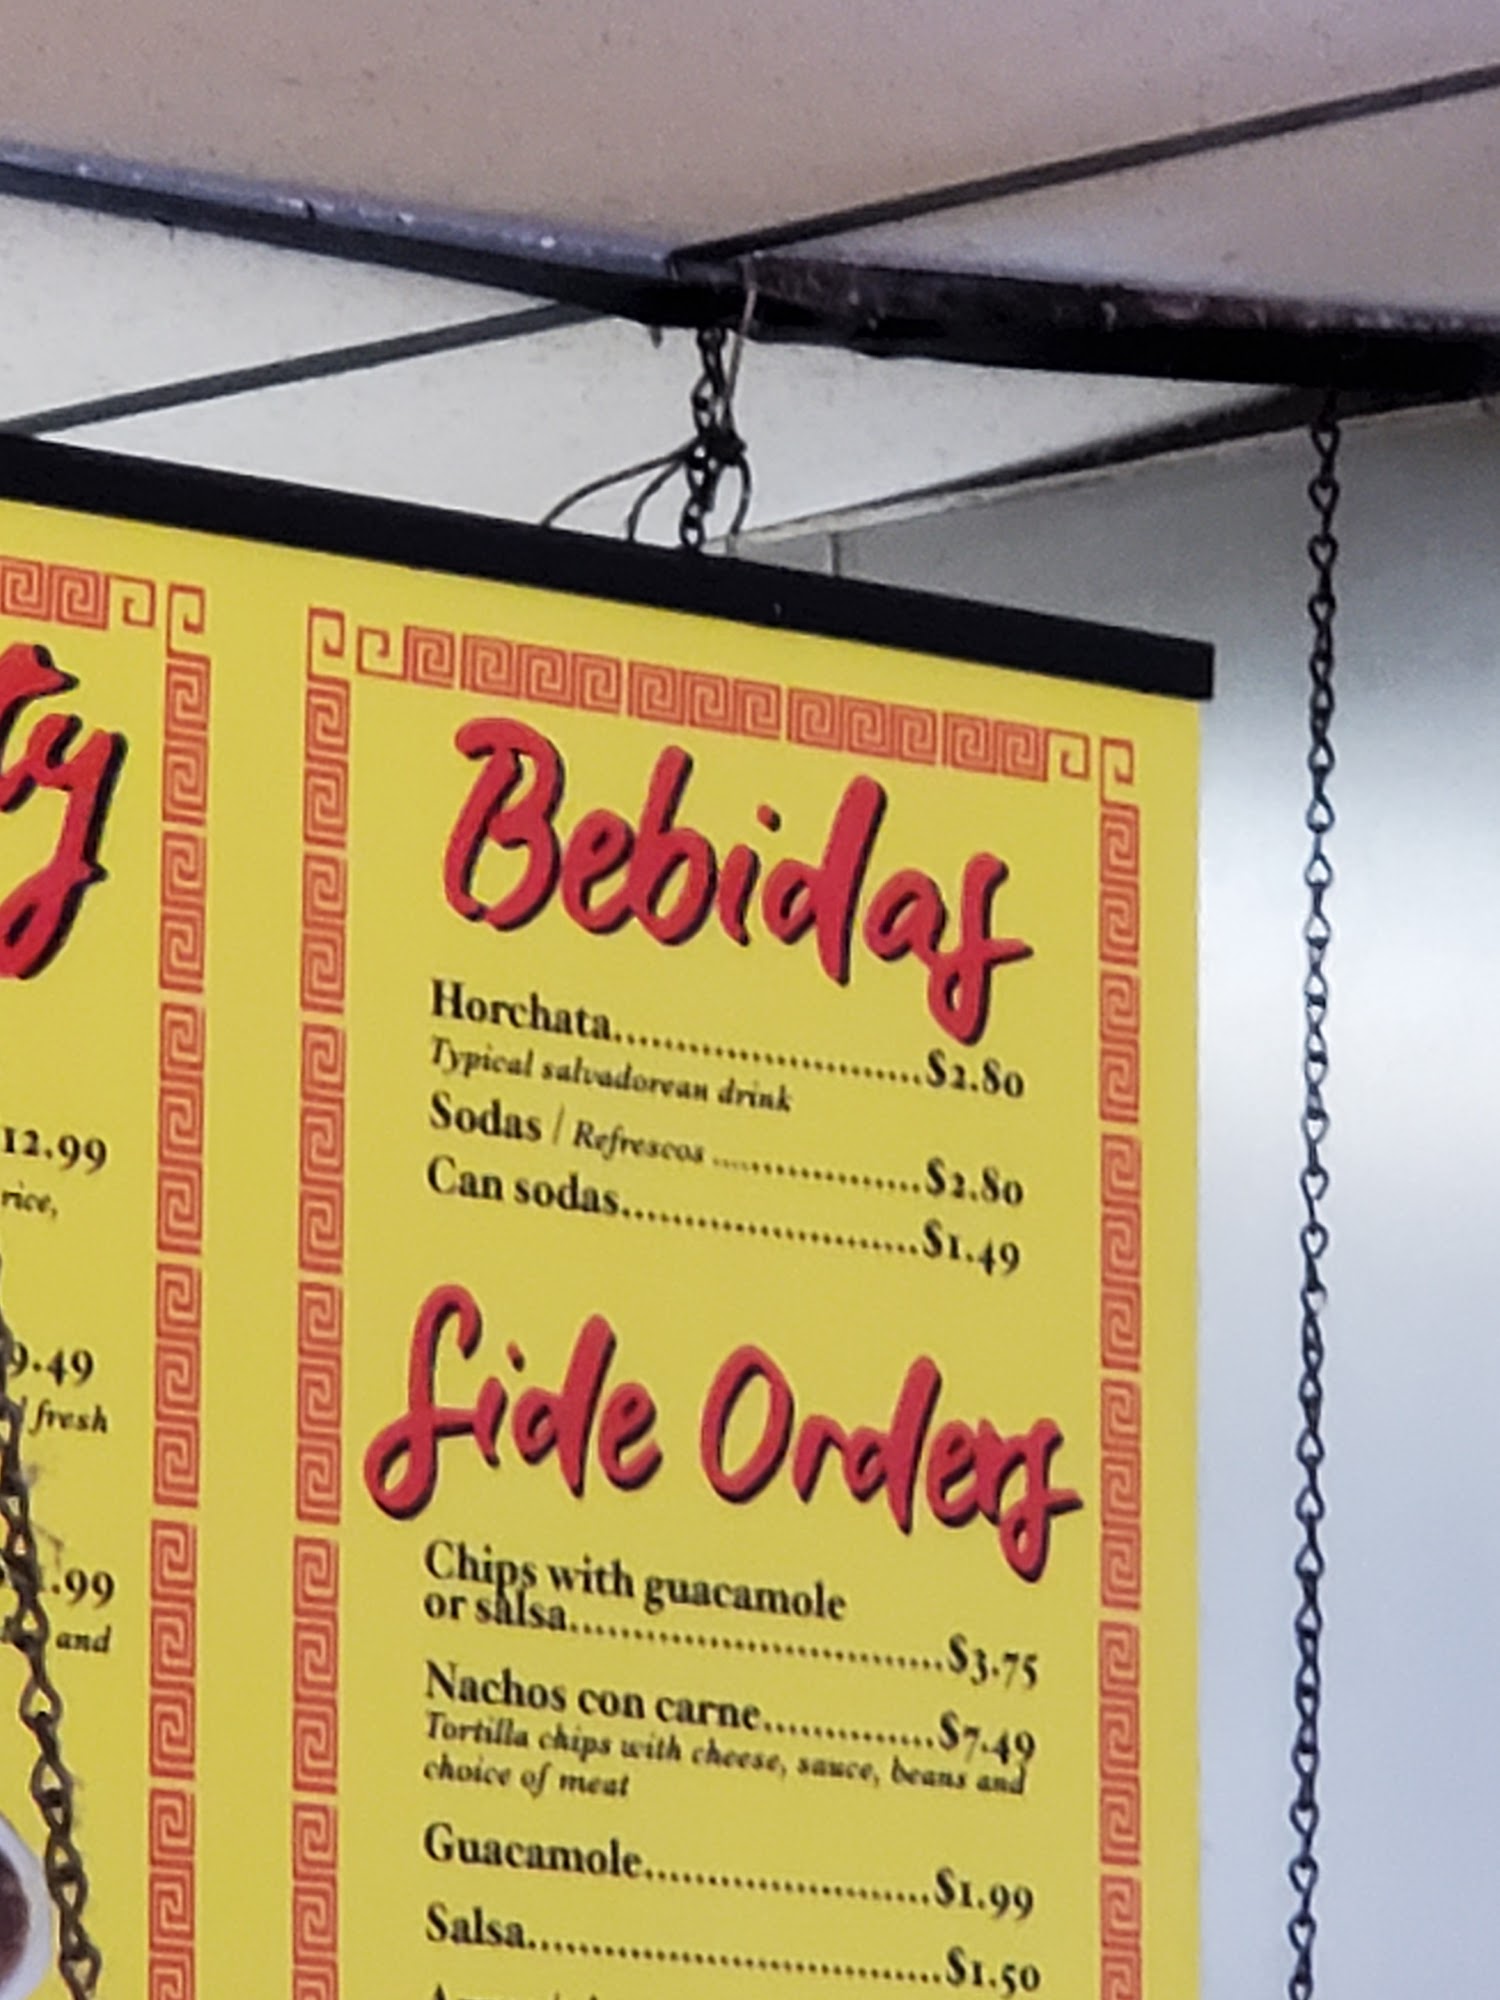 12.99
rice,
9.49
fresh
.99
and
Bebidas
Horchata..............................$2.80
Typical salvadorean drink
Sodas / Refrescos ....................$2.80
Can sodas.............................$1.49
Side Orders
Chips with guacamole
or salsa..................................$3.75
Nachos con carne...............$7.49
Tortilla chips with cheese, sauce, beans and
choice of meat
Guacamole.........................$1.99
Salsa....................................$1.50